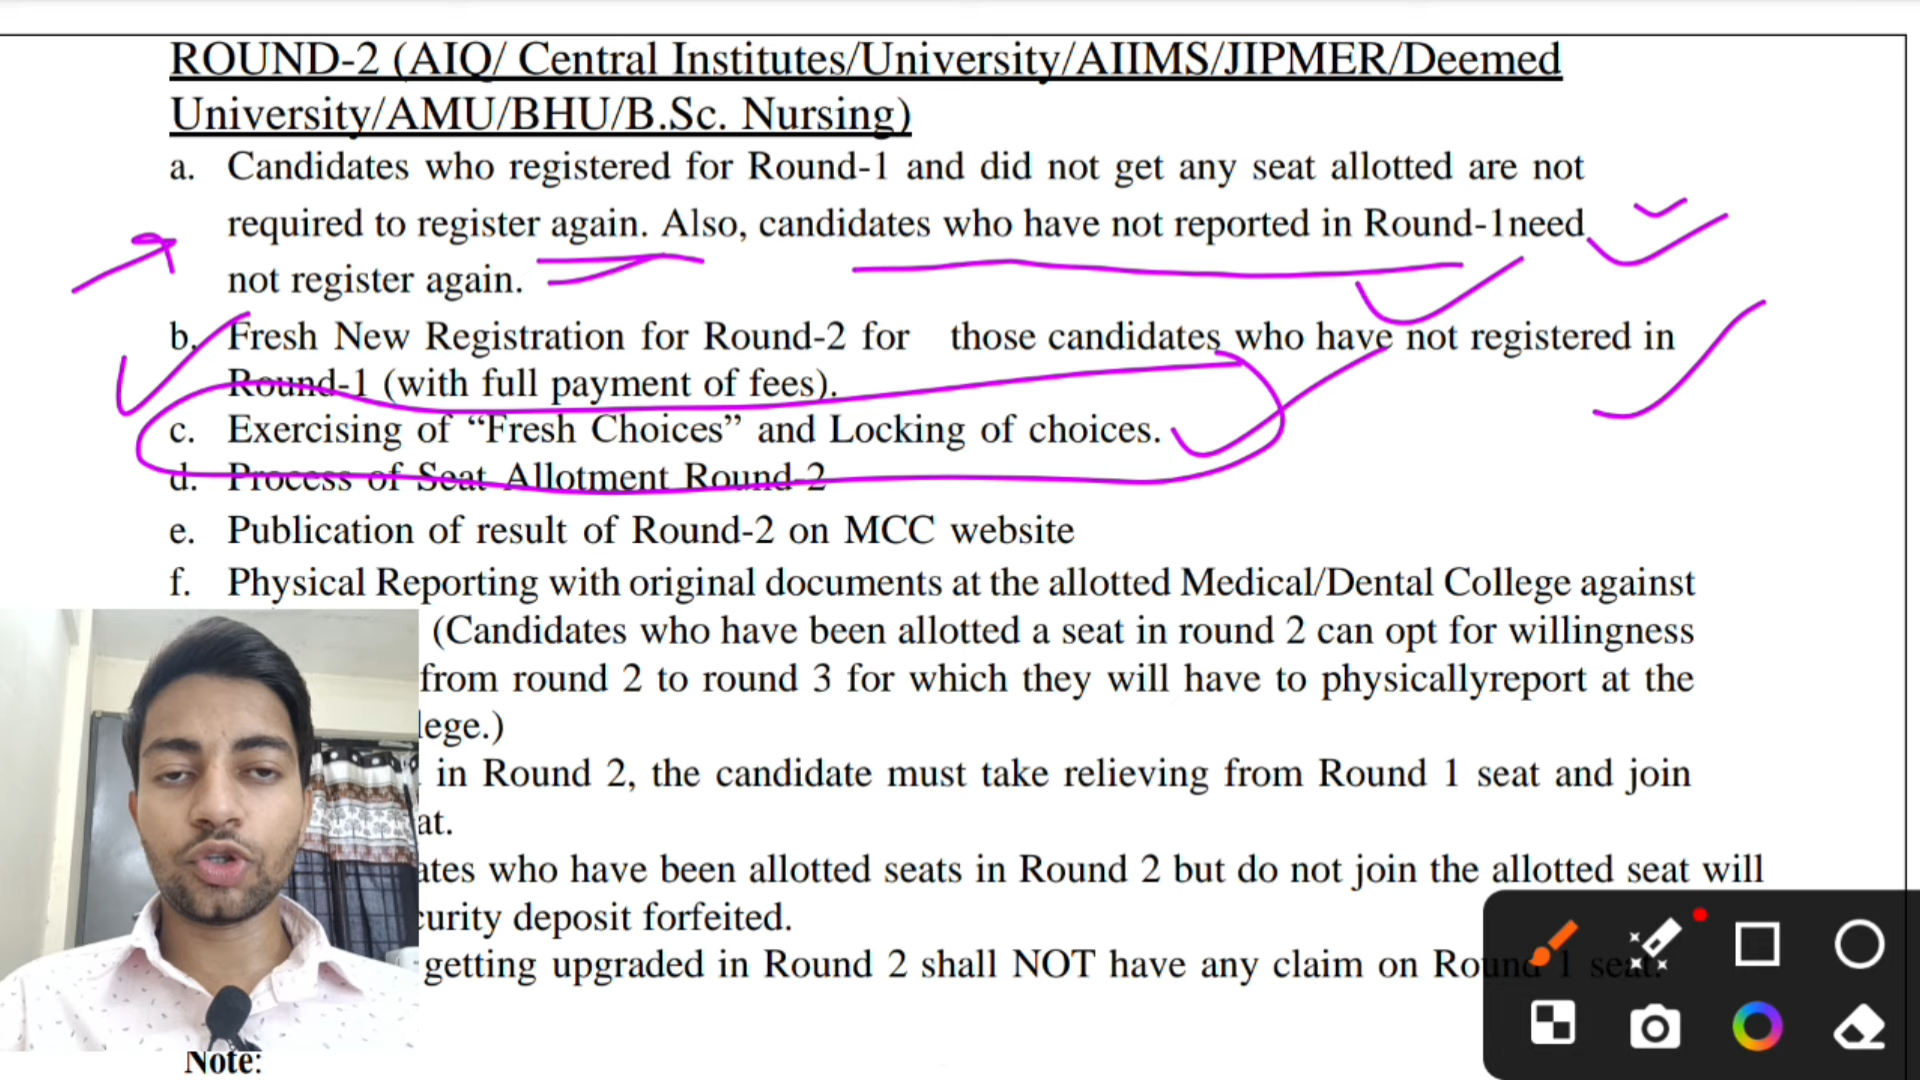 ROUND-2 (AIQ/ Central Institutes/University/AIIMS/JIPMER/Deemed
University/AMU/BHU/B.Sc. Nursing)
a. Candidates who registered for Round-1 and did not get any seat allotted are not
required to register again. Also, candidates who have not reported in Round-1need
not register again.
b. Fresh New Registration for Round-2 for those candidates who have not registered in
Round-1 (with full payment of fees).
c. Exercising of “Fresh Choices” and Locking of choices.
d. Process of Seat Allotment Round-2
e. Publication of result of Round-2 on MCC website
f. Physical Reporting with original documents at the allotted Medical/Dental College against
(Candidates who have been allotted a seat in round 2 can opt for willingness
from round 2 to round 3 for which they will have to physicallyreport at the
lege.)
in Round 2, the candidate must take relieving from Round 1 seat and join
at.
ates who have been allotted seats in Round 2 but do not join the allotted seat will
curity deposit forfeited.
getting upgraded in Round 2 shall NOT have any claim on Round 1 seat.
Note: